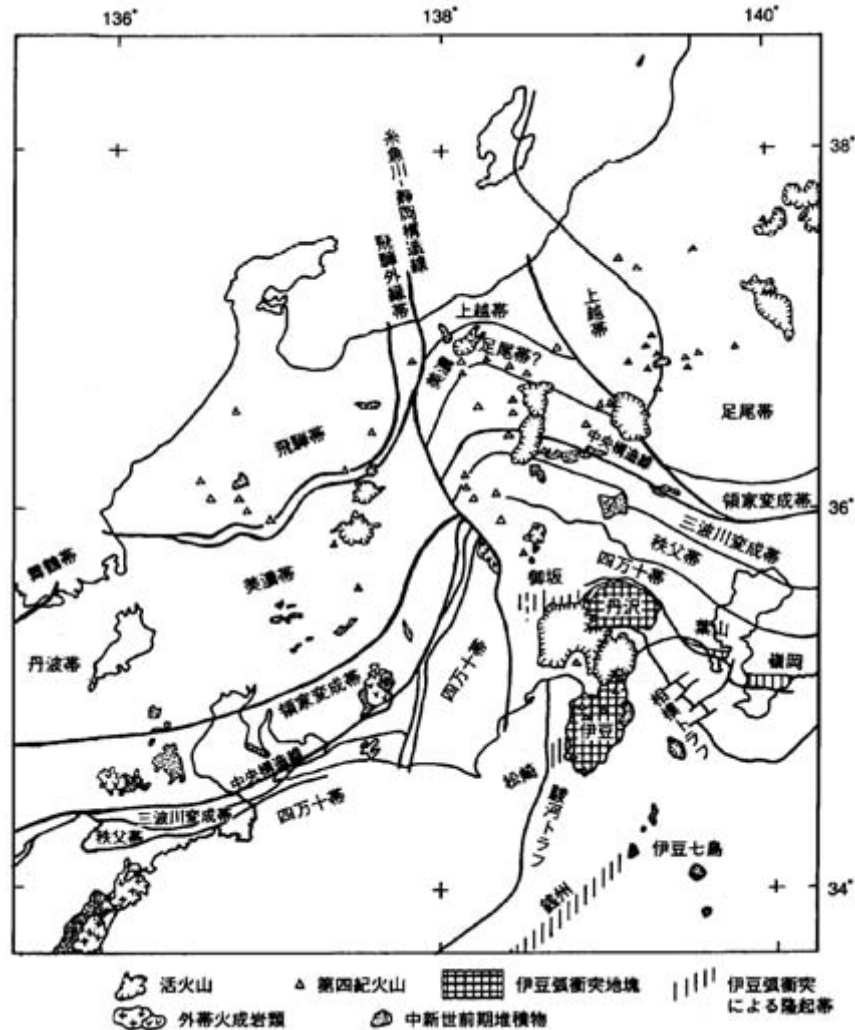 136°
138°
140°
38°
糸魚川-静岡構造線
飛騨外縁帯
上越帯
上越帯
足尾帯?
美濃
足尾帯
飛騨帯
中央構造線
領家変成帯
36°
三波川変成帯
秩父帯
四万十帯
舞鶴帯
美濃帯
御坂
丹沢
葉山
嶺岡
丹波帯
四万十帯
相模トラフ
領家変成帯
伊豆
中央構造線
松崎
駿河トラフ
三波川変成帯
四万十帯
秩父帯
伊豆七島
銭州
34°
活火山
第四紀火山
伊豆弧衝突地塊
伊豆弧衝突
による隆起帯
外帯火成岩類
中新世前期堆積物